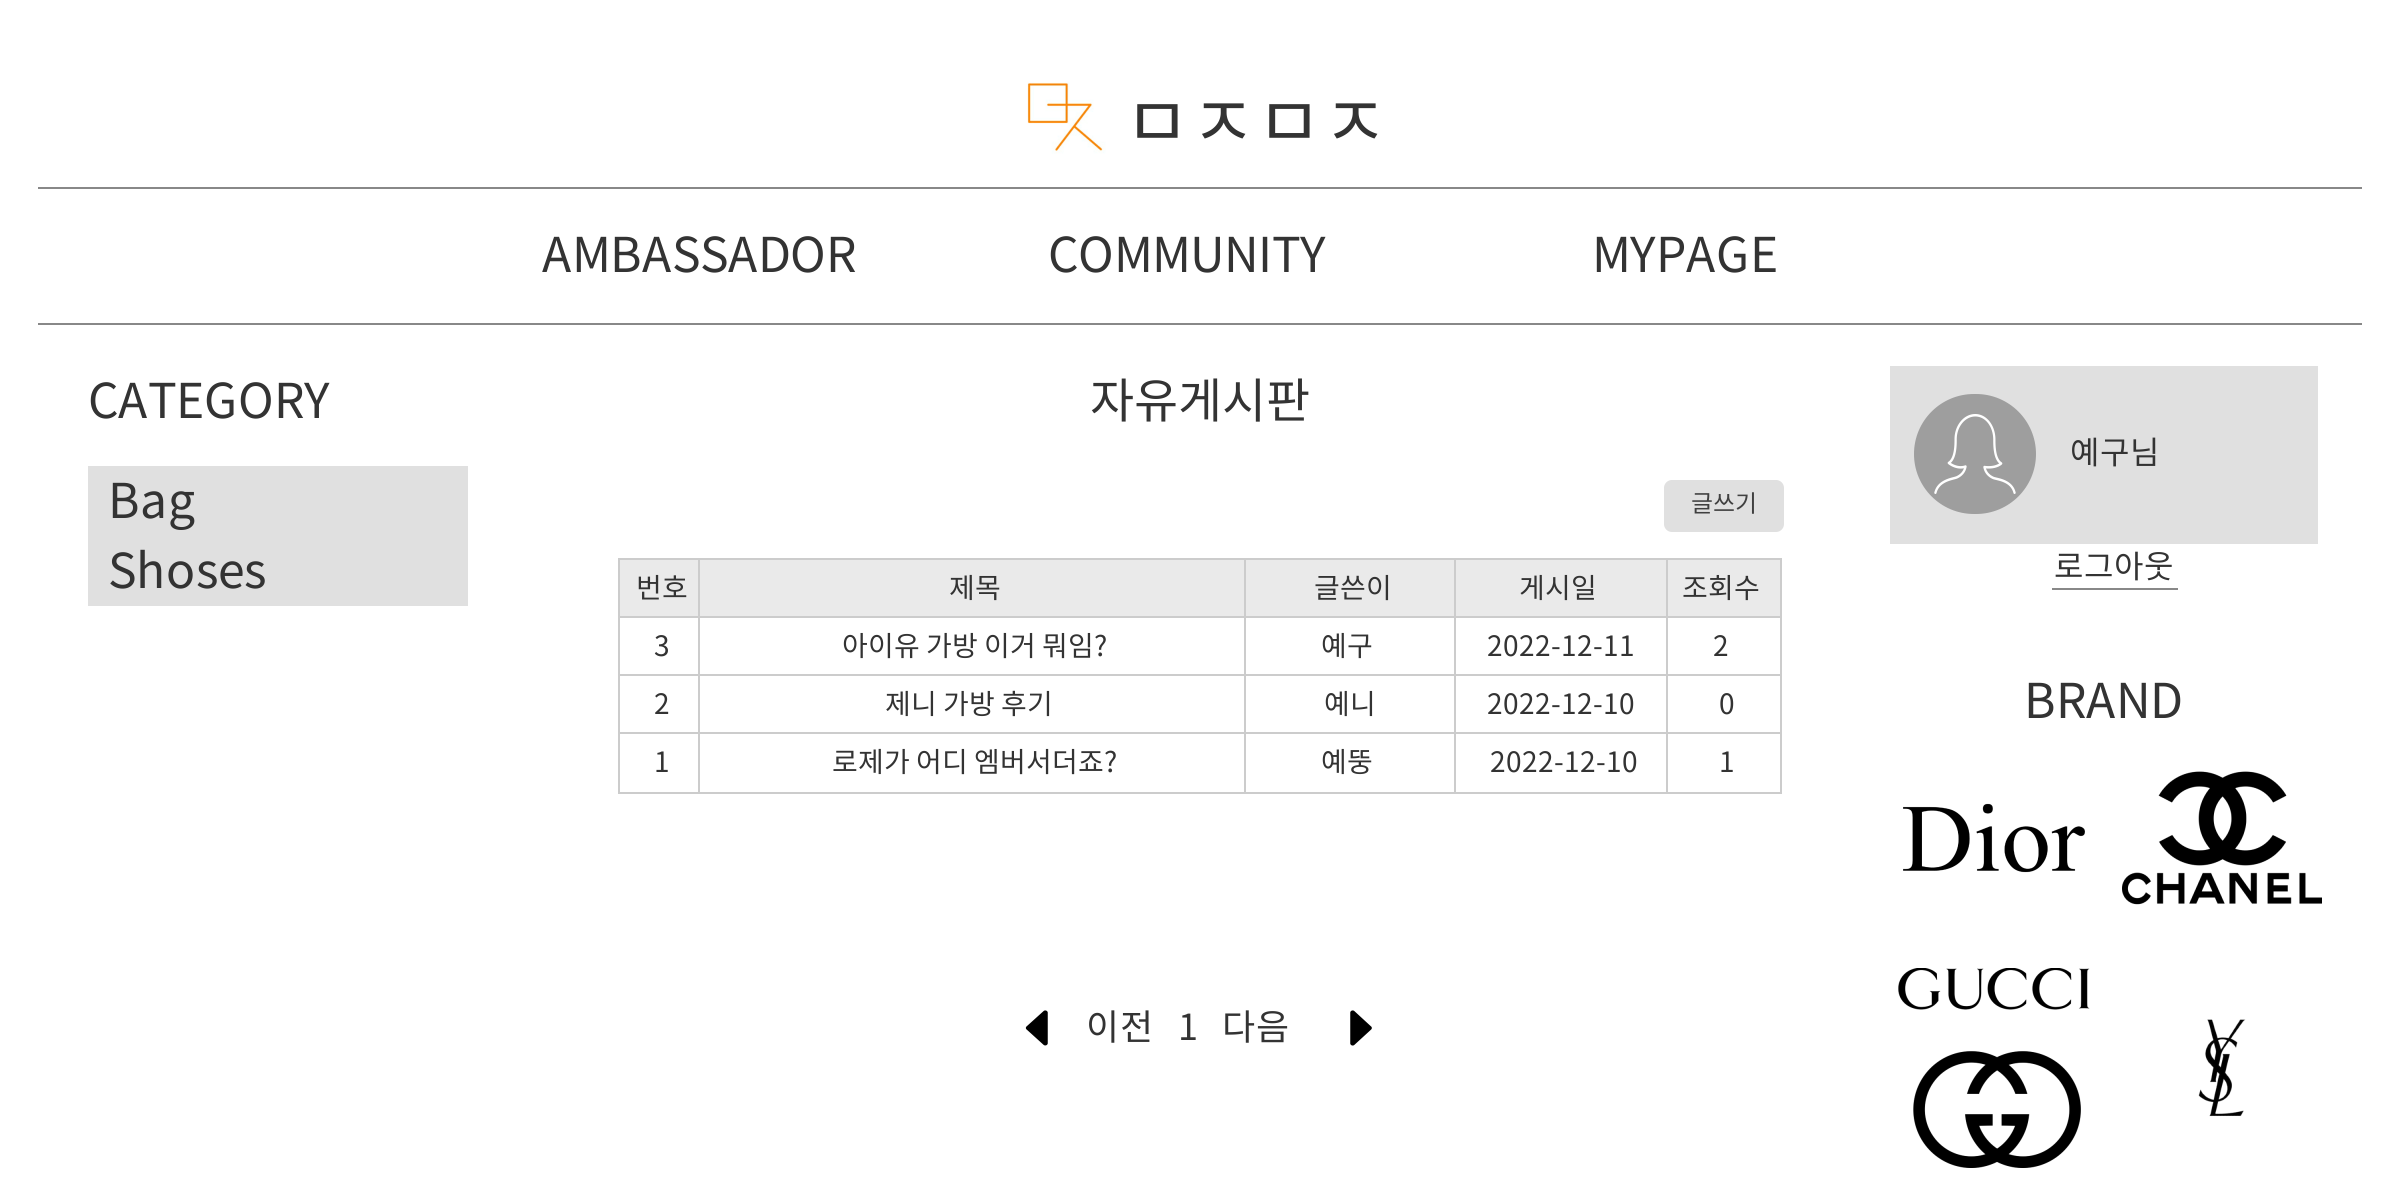 ㅁㅈㅁㅈ
AMBASSADOR COMMUNITY MYPAGE
CATEGORY
Bag
Shoses
자유게시판
글쓰기
번호 제목 글쓴이 게시일 조회수
3 아이유 가방 이거 뭐임? 예구 2022-12-11 2
2 제니 가방 후기 예니 2022-12-10 0
1 로제가 어디 엠버서더죠? 예뚱 2022-12-10 1
이전 1 다음
예구님
로그아웃
BRAND
Dior
CHANEL
GUCCI
YSL